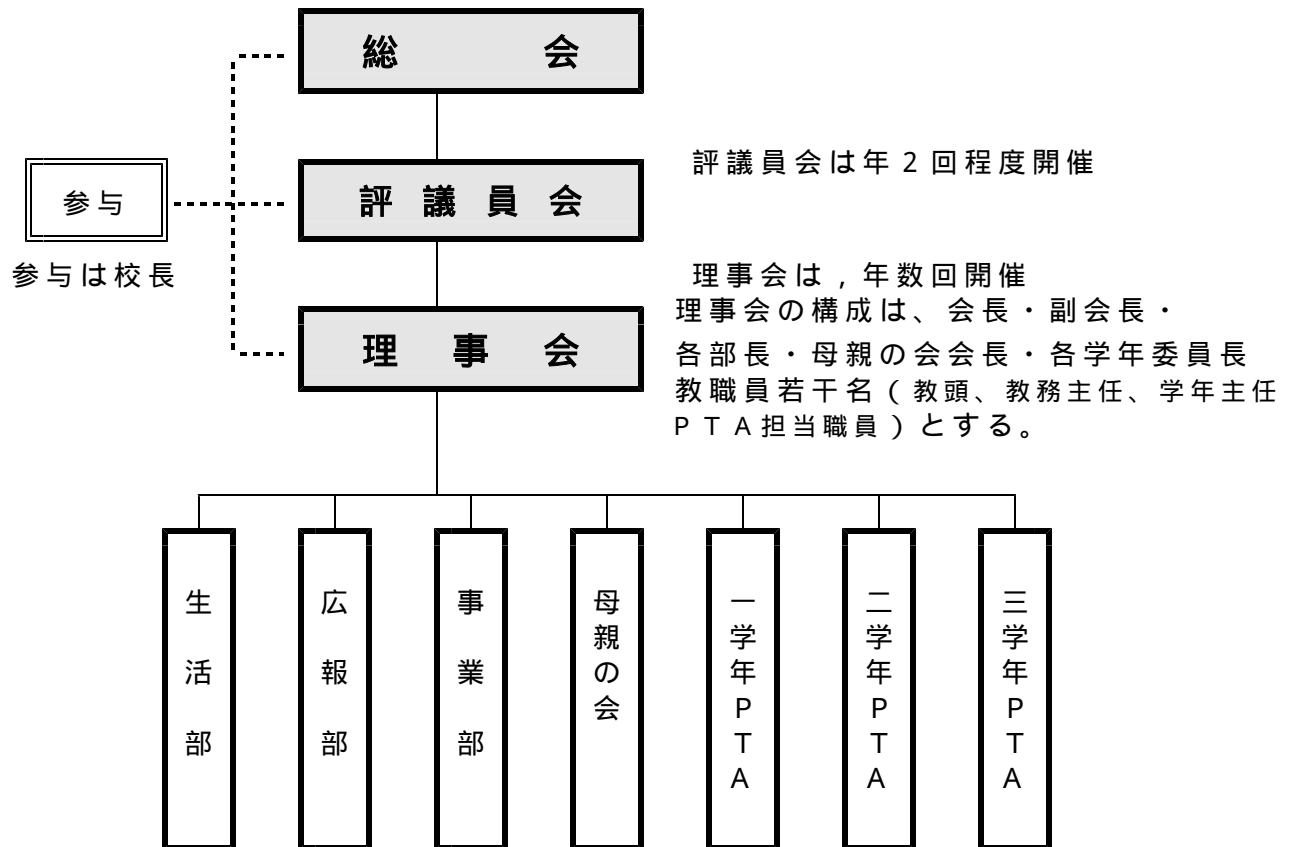 総会
評議員会は年2回程度開催
参与
評議員会
参与は校長
理事会は,年数回開催
理事会の構成は、会長・副会長・
理事会
各部長・母親の会会長・各学年委員長
教職員若干名(教頭、教務主任、学年主任
PTA担当職員)とする。
生活部
広報部
事業部
母親の会
一学年PTA
二学年PTA
三学年PTA